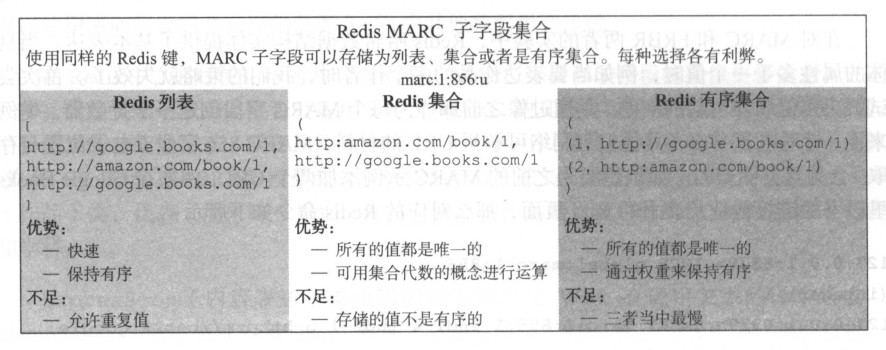 Redis MARC 子字段集合
使用同样的 Redis 键，MARC 子字段可以存储为列表、集合或者是有序集合。每种选择各有利弊。
marc:1:856:u
Redis 列表
{
http://google.books.com/1,
http://amazon.com/book/1,
http://google.books.com/1
}
优势：
— 快速
— 保持有序
不足：
— 允许重复值
Redis 集合
(
http:amazon.com/book/1,
http://google.books.com/1
)
优势：
— 所有的值都是唯一的
— 可用集合代数的概念进行运算
不足：
— 存储的值不是有序的
Redis 有序集合
(
(1, http://google.books.com/1)
(2, http:amazon.com/book/1)
)
优势：
— 所有的值都是唯一的
— 通过权重来保持有序
不足：
— 三者当中最慢